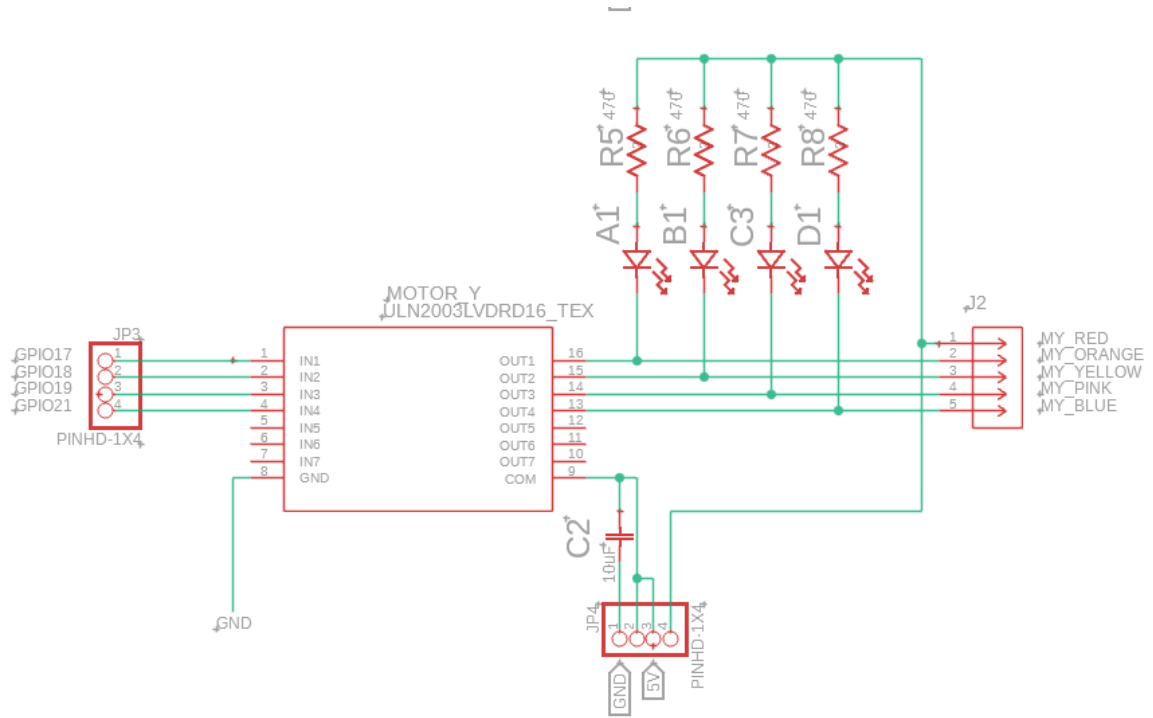 470
470
470
470
R5
R6
R7
R8
A1
B1
C3
D1
MOTOR_Y
ULN2003LVDRD16_TEX
J2
JP3
GPIO17
GPIO18
GPIO19
GPIO21
1
2
3
4
PINHD-1X4
1 IN1 OUT1 16
2 IN2 OUT2 15
3 IN3 OUT3 14
4 IN4 OUT4 13
5 IN5 OUT5 12
6 IN6 OUT6 11
7 IN7 OUT7 10
8 GND COM 9
1 MY_RED
2 MY_ORANGE
3 MY_YELLOW
4 MY_PINK
5 MY_BLUE
C2
10uF
GND
JP4
1 2 3 4
PINHD-1X4
GND
5V